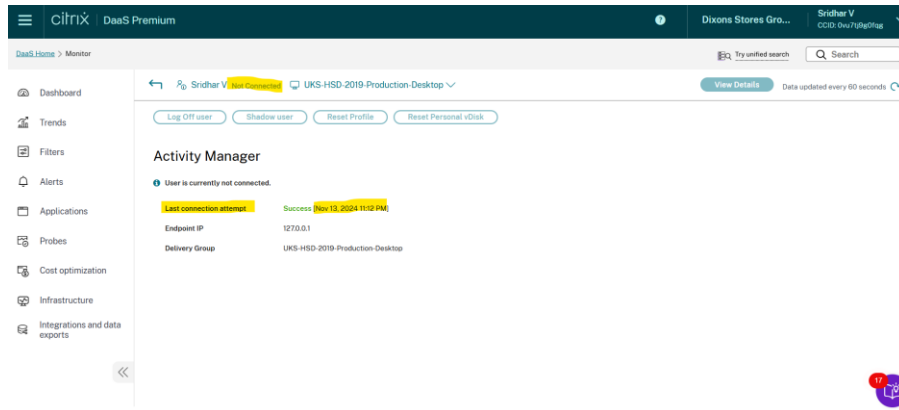 citrix DaaS Premium
?
Dixons Stores Gro...
Sridhar V
CCID: 0vu7tj9g0fqg
DaaS Home > Monitor
Try unified search
Search
Sridhar V Not Connected UKS-HSD-2019-Production-Desktop
View Details
Data updated every 60 seconds
Log Off user
Shadow user
Reset Profile
Reset Personal vDisk
Dashboard
Trends
Filters
Alerts
Applications
Probes
Cost optimization
Infrastructure
Integrations and data
exports
Activity Manager
User is currently not connected.
Last connection attempt Success [Nov 13, 2024 11:12 PM]
Endpoint IP 127.0.0.1
Delivery Group UKS-HSD-2019-Production-Desktop
17